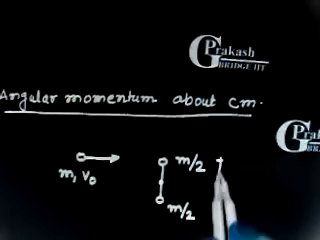 G Prakash
BRIDGE IIT
Angular momentum about cm.
m, v₀
m/2
m/2